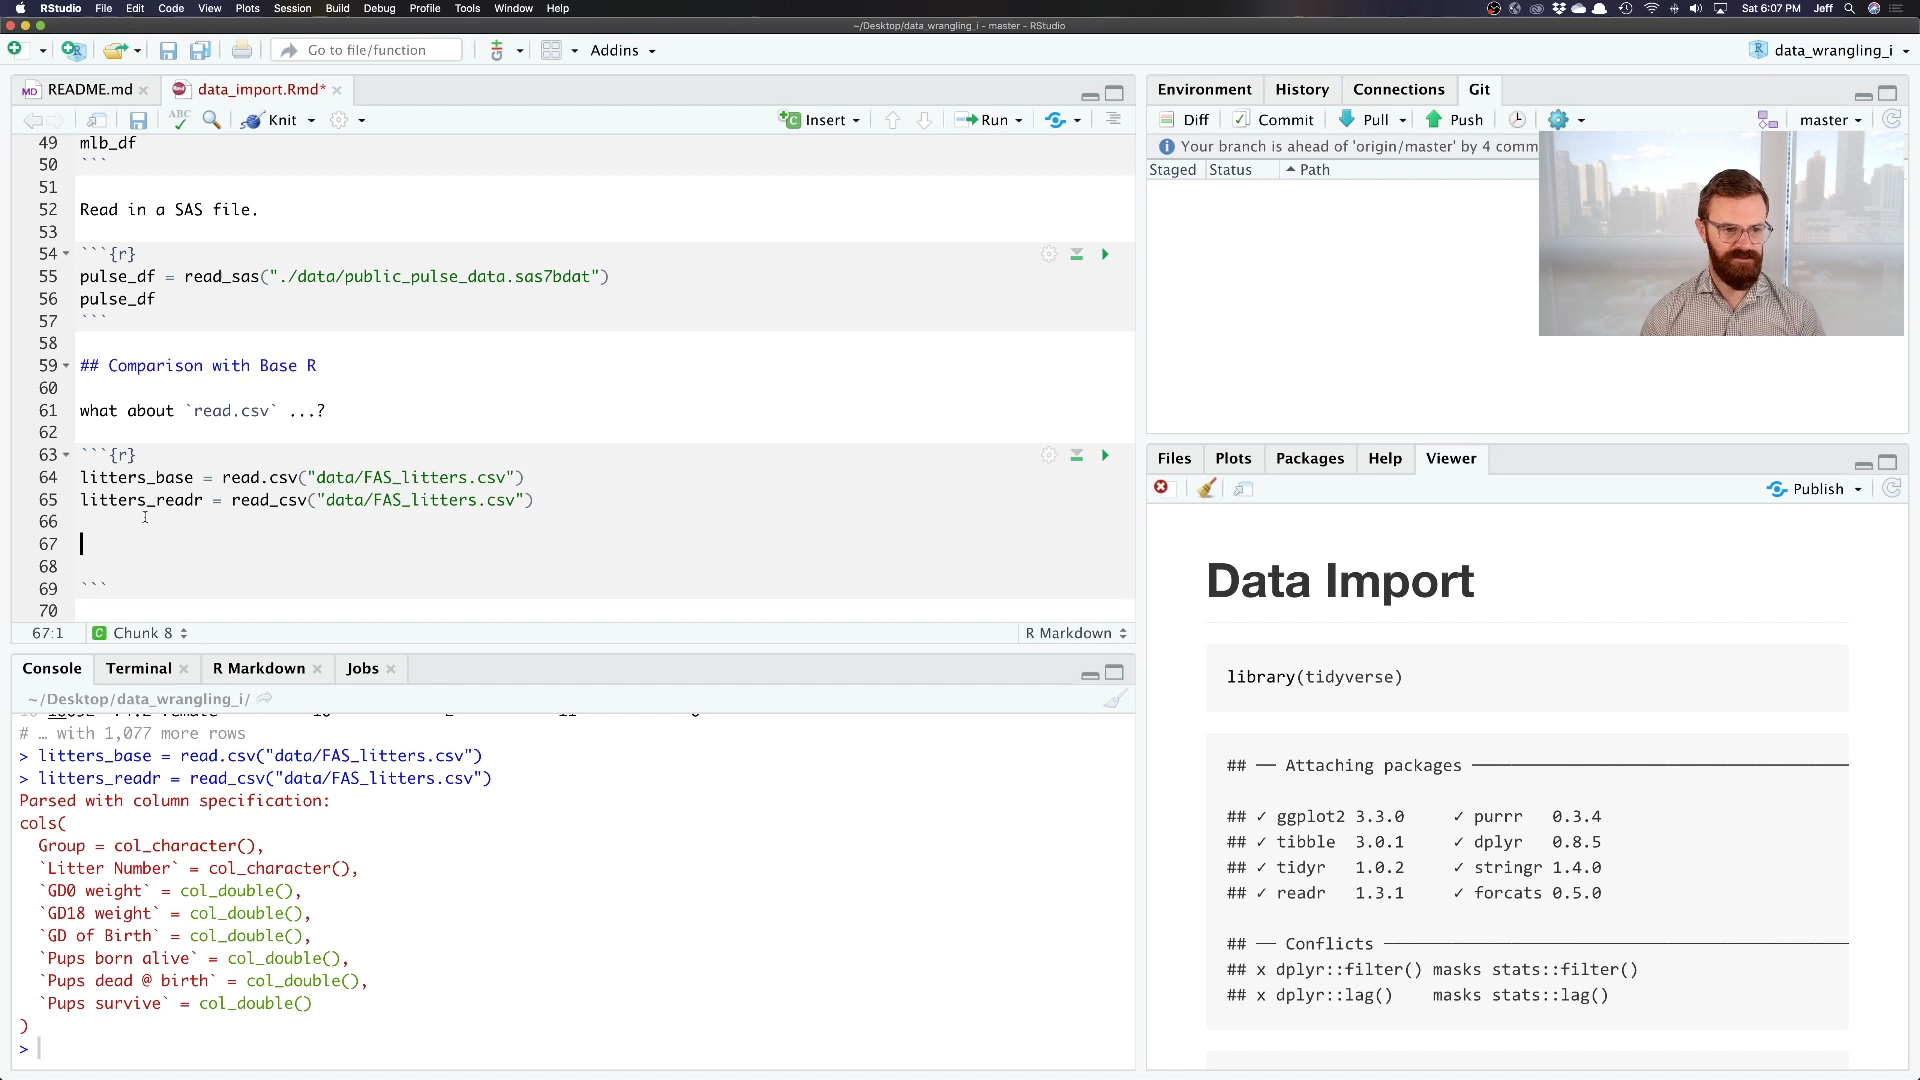 RStudio File Edit Code View Plots Session Build Debug Profile Tools Window Help Sat 6:07 PM Jeff
~/Desktop/data_wrangling_i - master - RStudio
Go to file/function Addins data_wrangling_i
README.md data_import.Rmd*
ABC Knit Insert Run
49 mlb_df
50 ```
51
52 Read in a SAS file.
53
54 ```{r}
55 pulse_df = read_sas("./data/public_pulse_data.sas7bdat")
56 pulse_df
57 ```
58
59 ## Comparison with Base R
60
61 what about `read.csv` ...?
62
63 ```{r}
64 litters_base = read.csv("data/FAS_litters.csv")
65 litters_readr = read_csv("data/FAS_litters.csv")
66
67
68
69 ```
70
67:1 C Chunk 8 R Markdown
Console Terminal R Markdown Jobs
~/Desktop/data_wrangling_i/
# … with 1,077 more rows
> litters_base = read.csv("data/FAS_litters.csv")
> litters_readr = read_csv("data/FAS_litters.csv")
Parsed with column specification:
cols(
Group = col_character(),
`Litter Number` = col_character(),
`GD0 weight` = col_double(),
`GD18 weight` = col_double(),
`GD of Birth` = col_double(),
`Pups born alive` = col_double(),
`Pups dead @ birth` = col_double(),
`Pups survive` = col_double()
)
>
Environment History Connections Git
Diff Commit Pull Push master
Your branch is ahead of 'origin/master' by 4 comm
Staged Status Path
Files Plots Packages Help Viewer
Publish
Data Import
library(tidyverse)
## ── Attaching packages ──
## ✓ ggplot2 3.3.0 ✓ purrr 0.3.4
## ✓ tibble 3.0.1 ✓ dplyr 0.8.5
## ✓ tidyr 1.0.2 ✓ stringr 1.4.0
## ✓ readr 1.3.1 ✓ forcats 0.5.0
## ── Conflicts ──
## x dplyr::filter() masks stats::filter()
## x dplyr::lag() masks stats::lag()